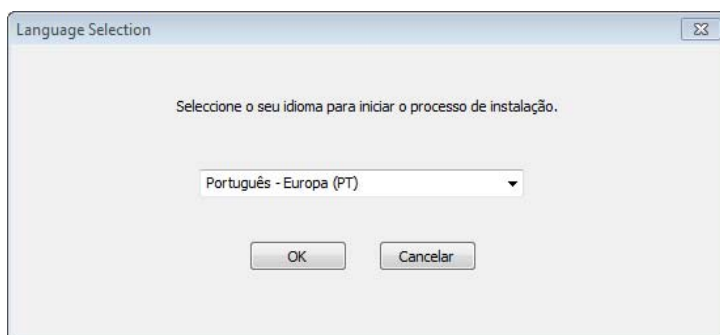 Language Selection
Seleccione o seu idioma para iniciar o processo de instalação.
Português - Europa (PT)
OK
Cancelar